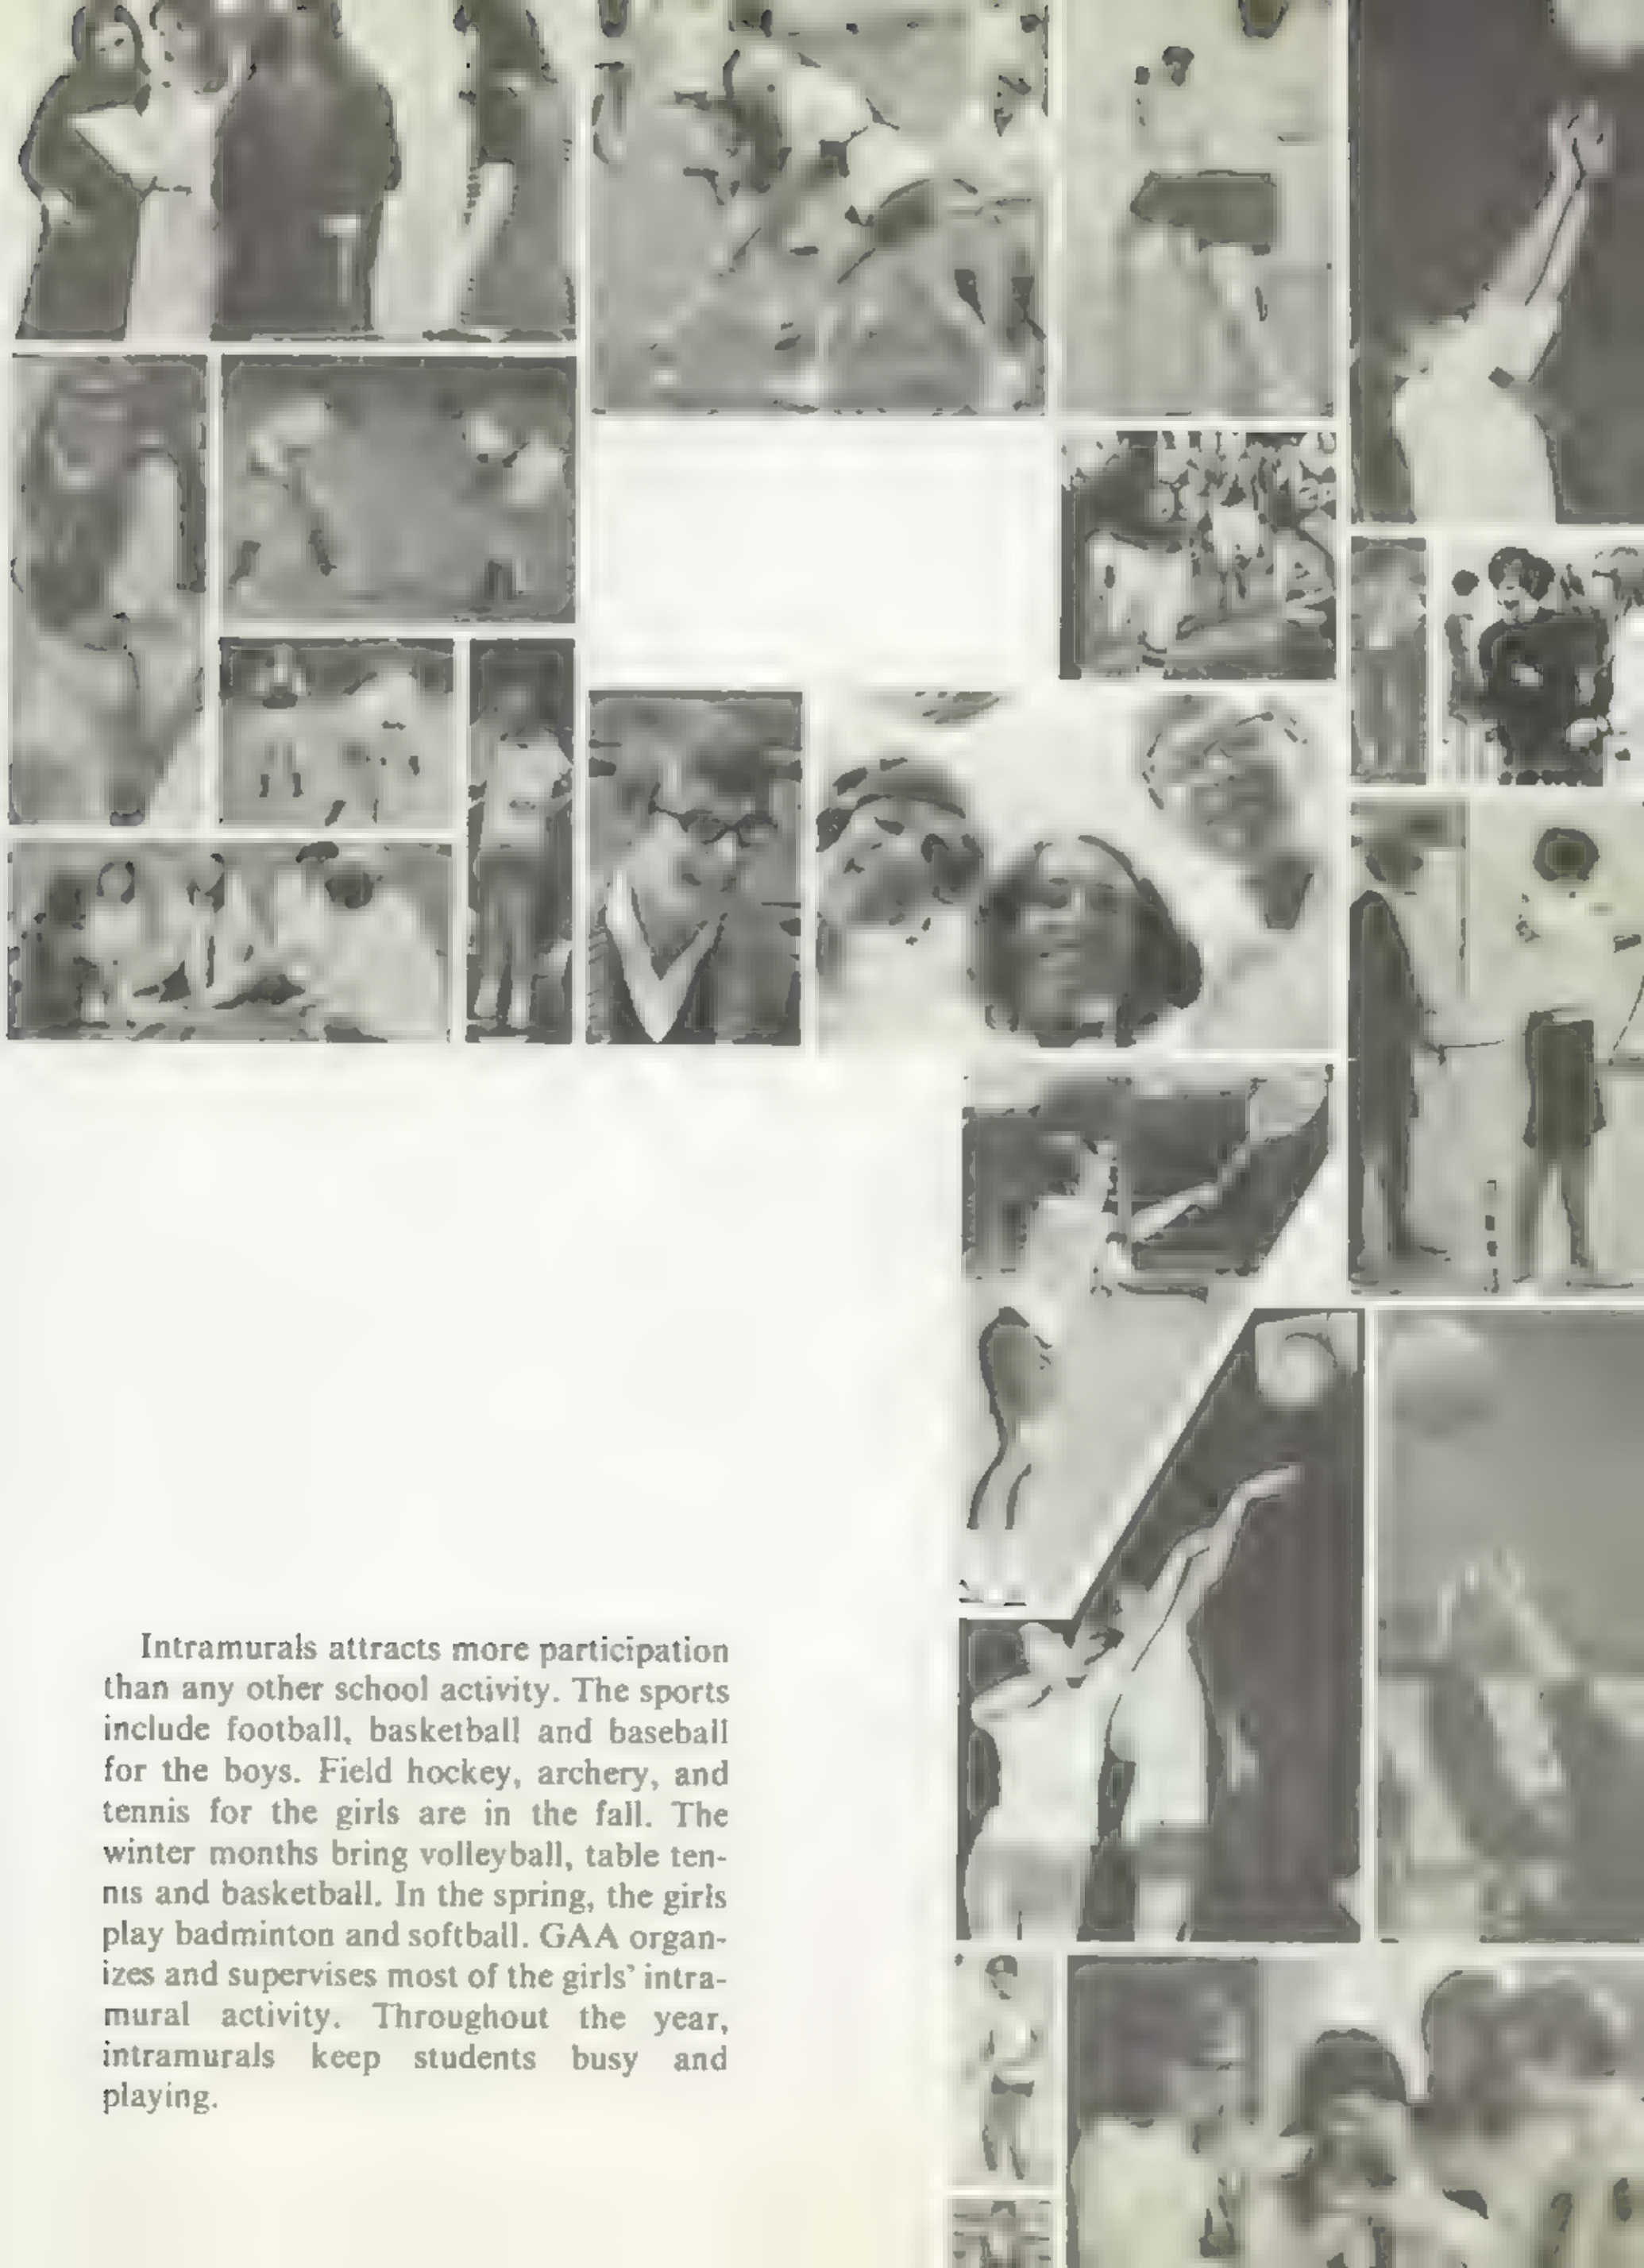 Intramurals attracts more participation
than any other school activity. The sports
include football, basketball and baseball
for the boys. Field hockey, archery, and
tennis for the girls are in the fall. The
winter months bring volleyball, table ten-
nis and basketball. In the spring, the girls
play badminton and softball. GAA organ-
izes and supervises most of the girls' intra-
mural activity. Throughout the year,
intramurals keep students busy and
playing.